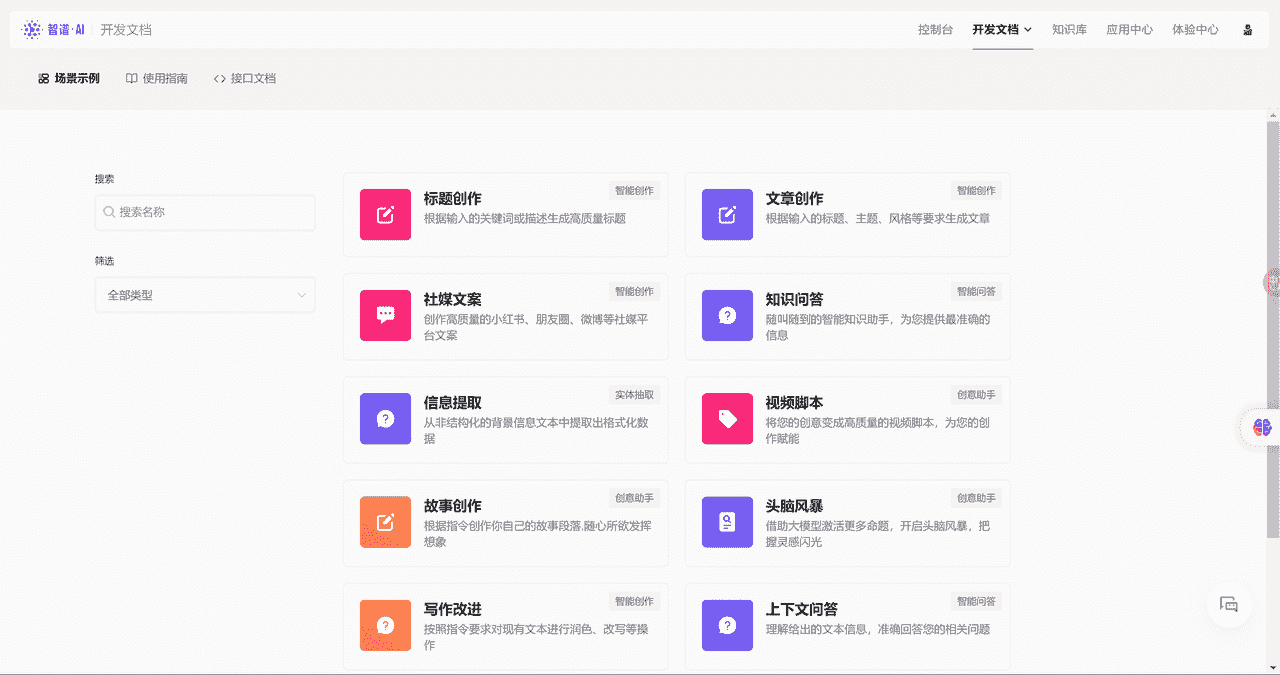 智谱·AI 开发文档
控制台 开发文档 知识库 应用中心 体验中心
场景示例 使用指南 接口文档
搜索
搜索名称
筛选
全部类型
标题创作 智能创作
根据输入的关键词或描述生成高质量标题
文章创作 智能创作
根据输入的标题、主题、风格等要求生成文章
社媒文案 智能创作
创作高质量的小红书、朋友圈、微博等社媒平
台文案
知识问答 智能问答
随叫随到的智能知识助手，为您提供最准确的
信息
信息提取 实体抽取
从非结构化的背景信息文本中提取出格式化数
据
视频脚本 创意助手
将您的创意变成高质量的视频脚本，为您的创
作赋能
故事创作 创意助手
根据指令创作你自己的故事段落,随心所欲发挥
想象
头脑风暴 创意助手
借助大模型激活更多命题，开启头脑风暴，把
握灵感闪光
写作改进 智能创作
按照指令要求对现有文本进行润色、改写等操
作
上下文问答 智能问答
理解给出的文本信息，准确回答您的相关问题